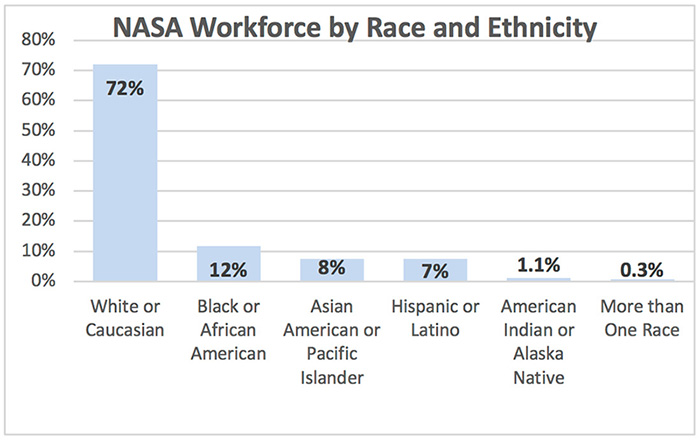 NASA Workforce by Race and Ethnicity
80%
70%
60%
50%
40%
30%
20%
10%
0%
72%
12%
8%
7%
1.1%
0.3%
White or
Caucasian
Black or
African
American
Asian
American or
Pacific
Islander
Hispanic or
Latino
American
Indian or
Alaska
Native
More than
One Race